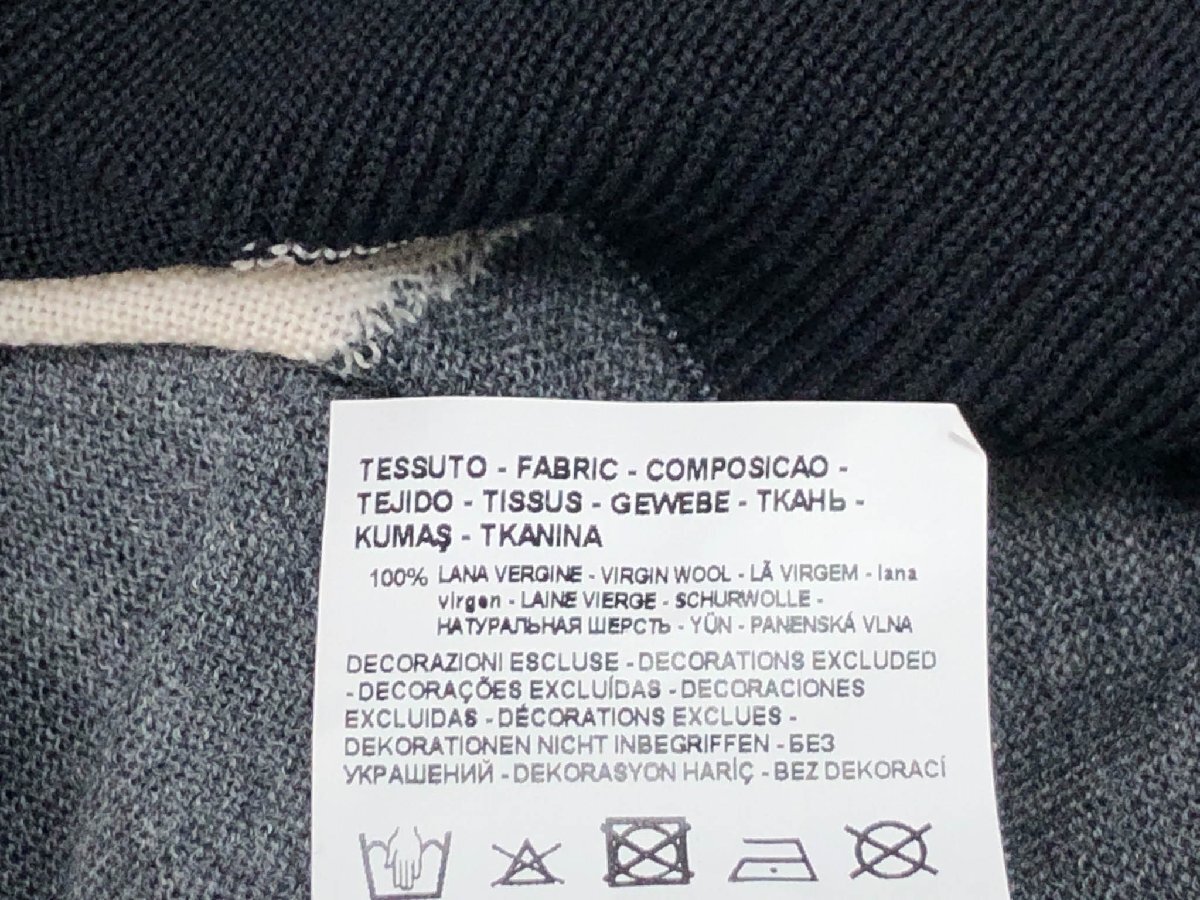 TESSUTO - FABRIC - COMPOSICAO -
TEJIDO - TISSUS - GEWEBE - ТКАНЬ -
KUMAŞ - TKANINA
100% LANA VERGINE - VIRGIN WOOL - LÃ VIRGEM - lana
virgen - LAINE VIERGE - SCHURWOLLE -
НАТУРАЛЬНАЯ ШЕРСТЬ - YÜN - PANENSKÁ VLNA
DECORAZIONI ESCLUSE - DECORATIONS EXCLUDED
- DECORAÇÕES EXCLUÍDAS - DECORACIONES
EXCLUIDAS - DÉCORATIONS EXCLUES -
DEKORATIONEN NICHT INBEGRIFFEN - БЕЗ
УКРАШЕНИЙ - DEKORASYON HARİÇ - BEZ DEKORACÍ